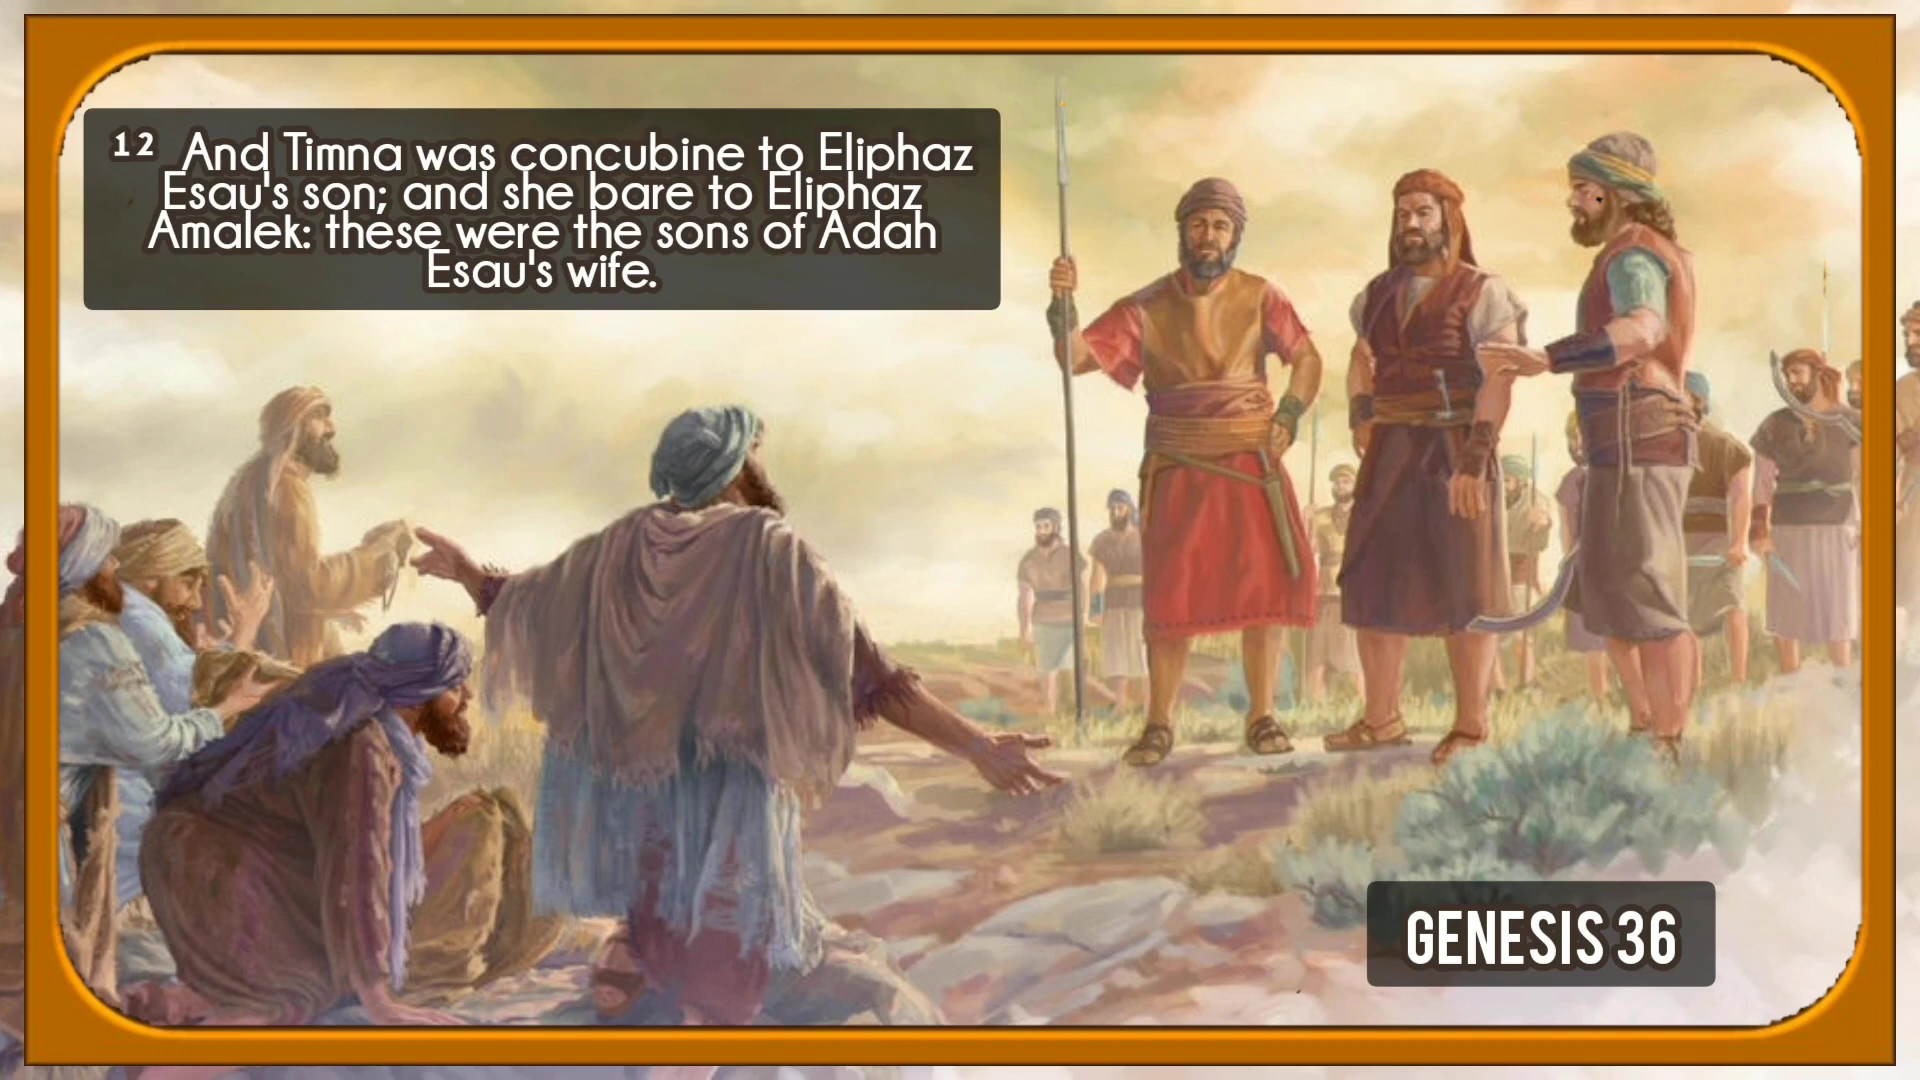 ¹² And Timna was concubine to Eliphaz
Esau's son; and she bare to Eliphaz
Amalek: these were the sons of Adah
Esau's wife.
GENESIS 36